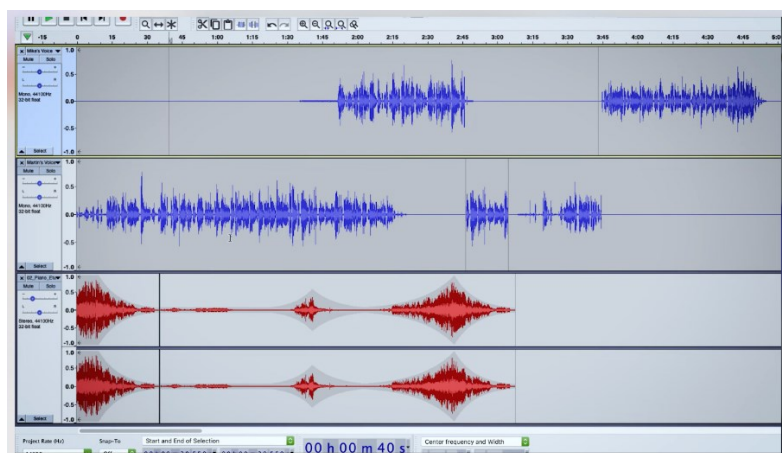 -15 0 15 30 45 1:00 1:15 1:30 1:45 2:00 2:15 2:30 2:45 3:00 3:15 3:30 3:45 4:00 4:15 4:30 4:45 5:0
Mike's Voice 1.0
Mute Solo
0.5
L R 0.0
Mono, 44100Hz
32-bit float
-0.5
Select -1.0
Voice 1.0
Mute Solo
0.5
L R 0.0
Mono, 44100Hz
32-bit float
-0.5
Select -1.0
1.0
Mute Solo
0.5
L R 0.0
Stereo, 44100Hz
32-bit float
-0.5
-1.0
1.0
0.5
0.0
-0.5
Select -1.0
Project Rate (Hz) Snap-To Start and End of Selection 00 h 00 m 40 s Center frequency and Width